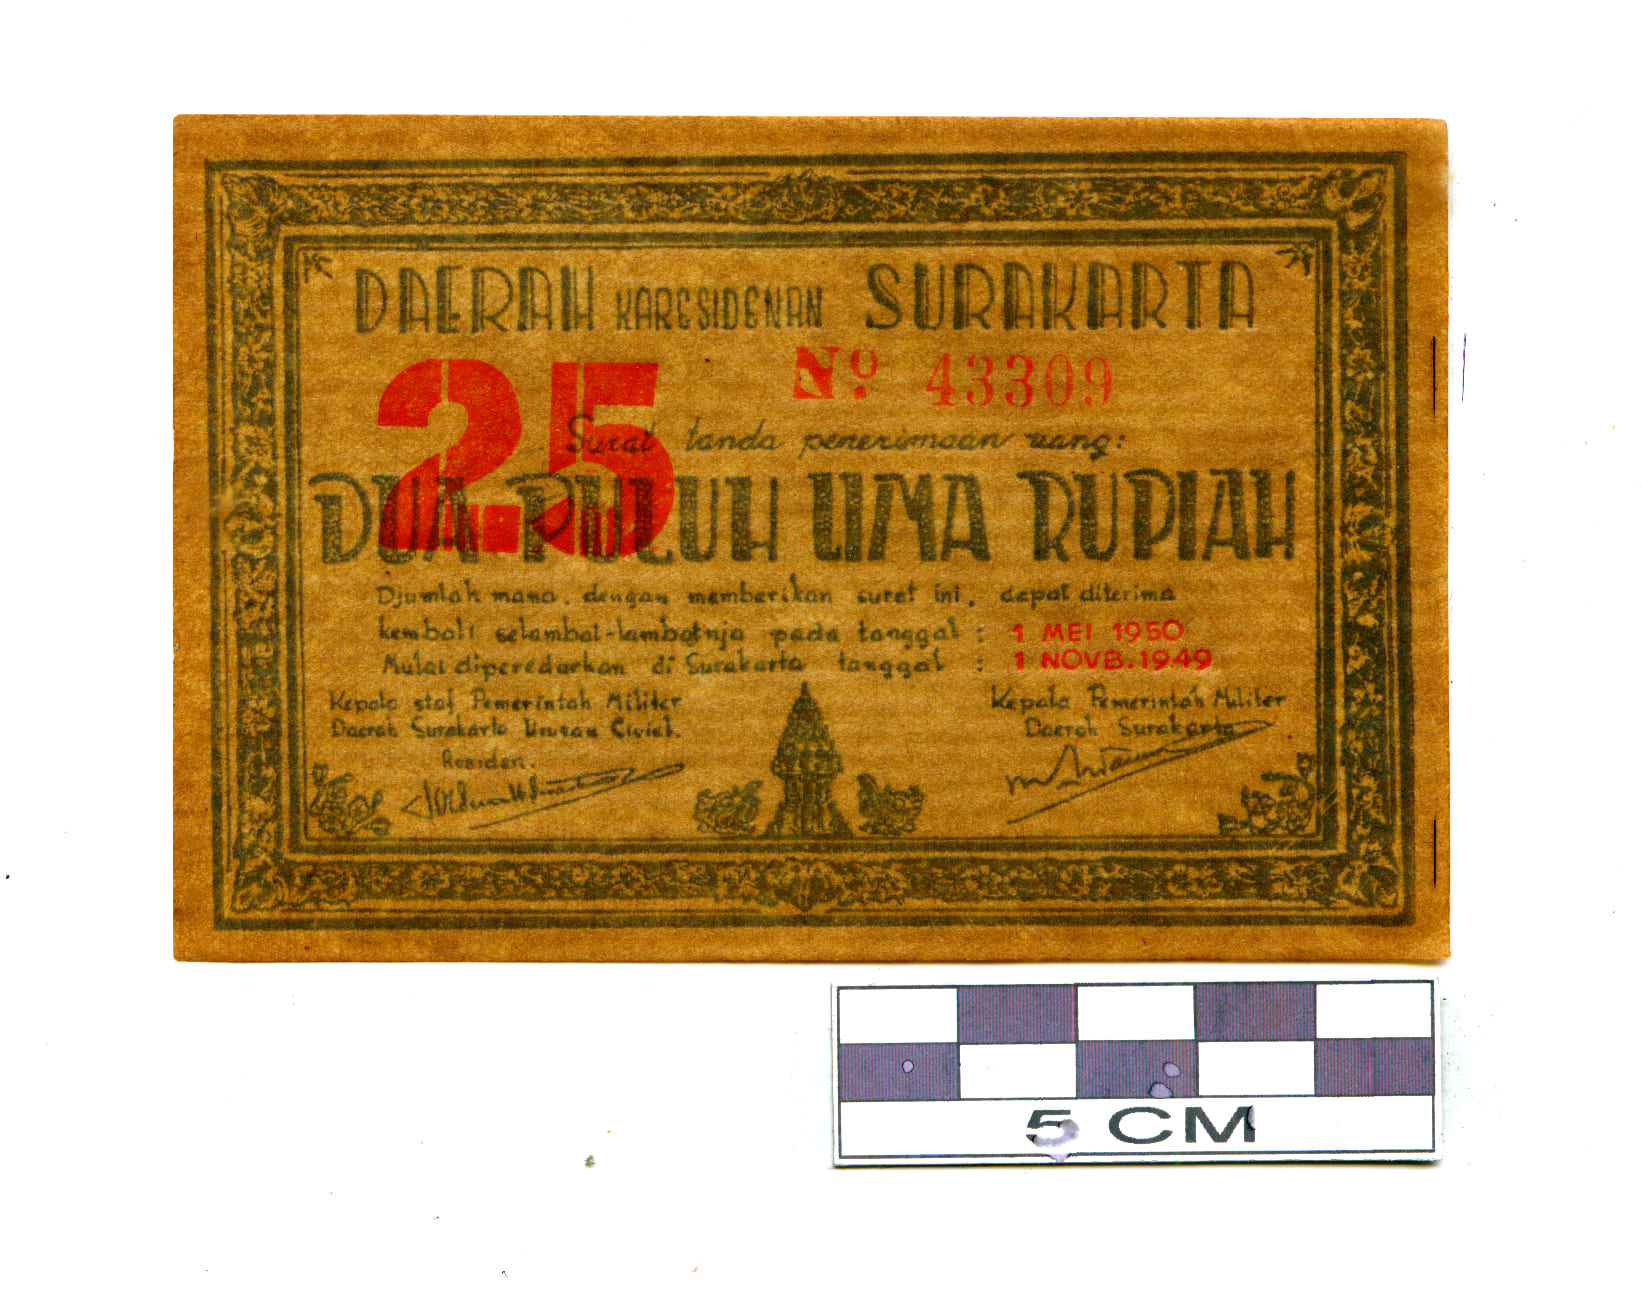 DAERAH KARESIDENAN SURAKARTA
25
No. 43309
Surat tanda penerimaan uang:
DUA PULUH LIMA RUPIAH
Djumlah mana, dengan memberikan surat ini, dapat diterima
kembali selambat-lambatnja pada tanggal : 1 MEI 1950
Mulai diperedarkan di Surakarta tanggal : 1 NOVB. 1949
Kepala staf Pemerintah Militer
Daerah Surakarta Urusan Civiel.
Residen.
Kepala Pemerintah Militer
Daerah Surakarta
5 CM